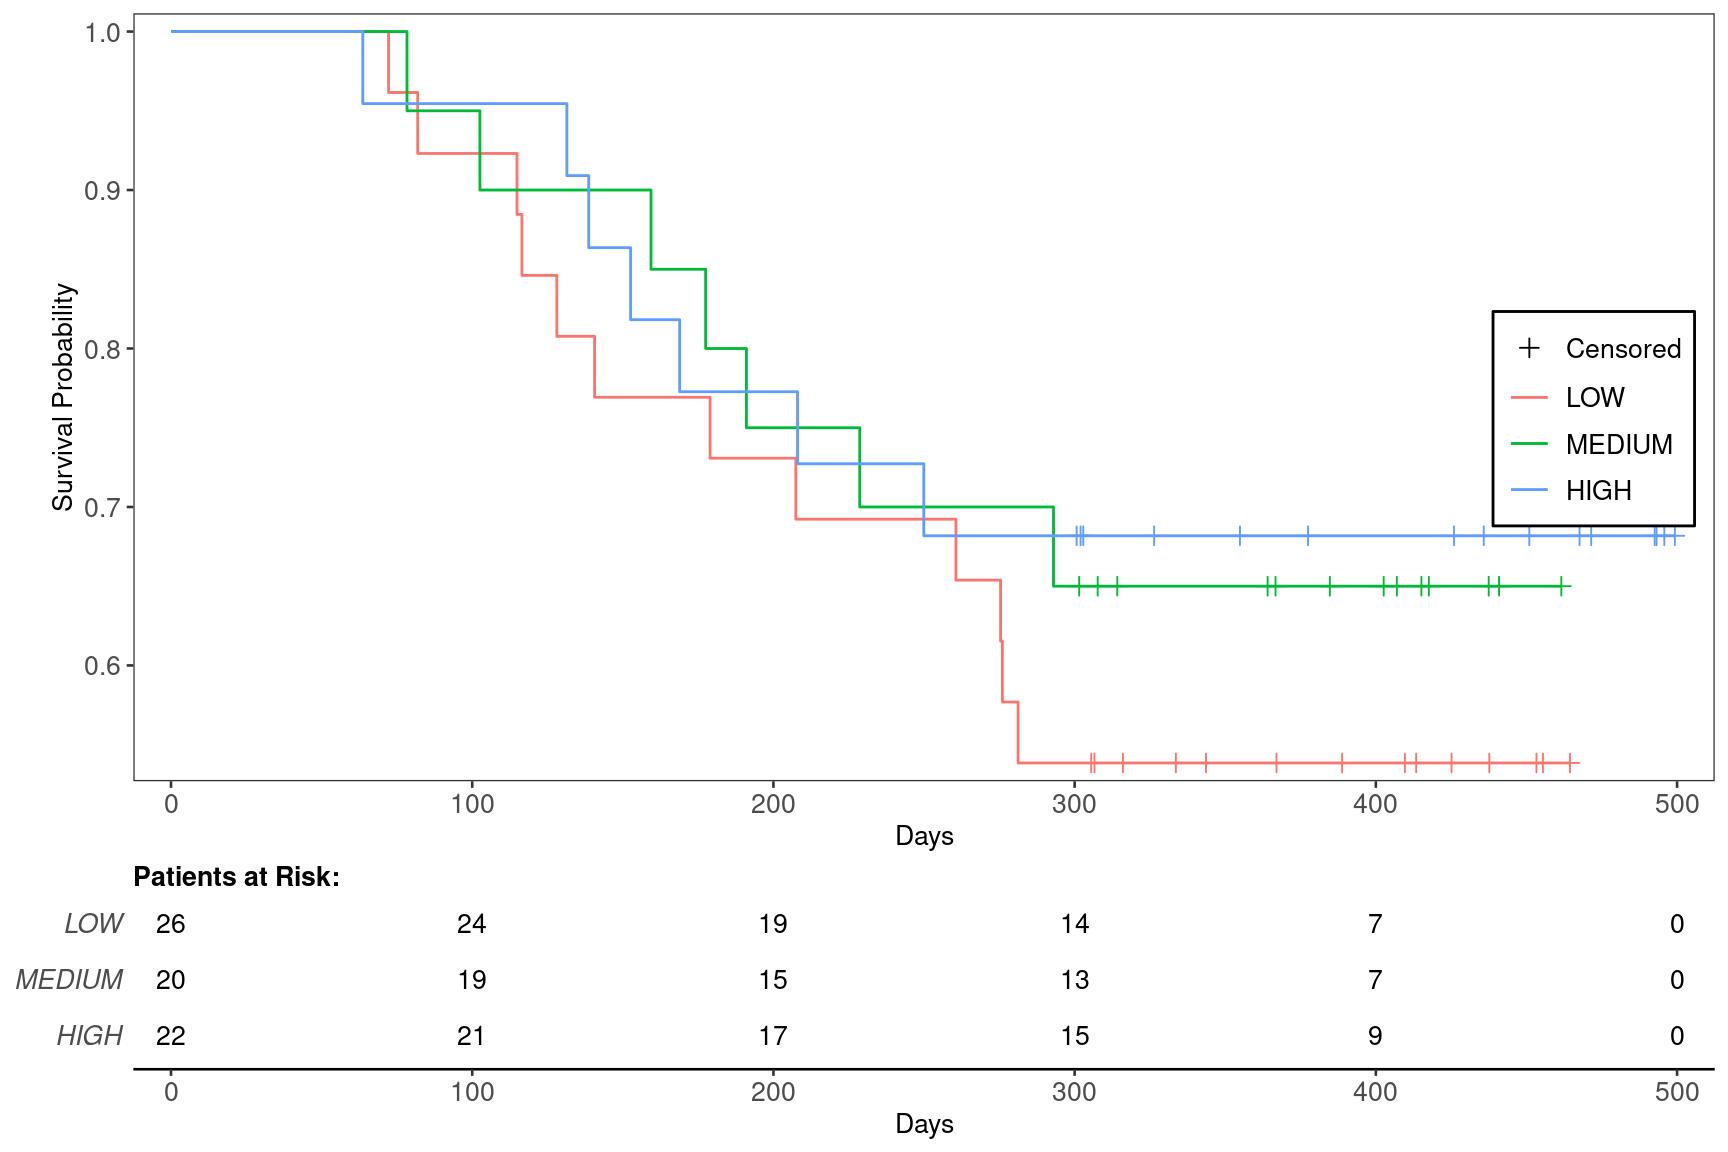 1.0
0.9
0.8
0.7
0.6
Survival Probability
Censored
LOW
MEDIUM
HIGH
0 100 200 300 400 500
Days
Patients at Risk:
LOW 26 24 19 14 7 0
MEDIUM 20 19 15 13 7 0
HIGH 22 21 17 15 9 0
0 100 200 300 400 500
Days